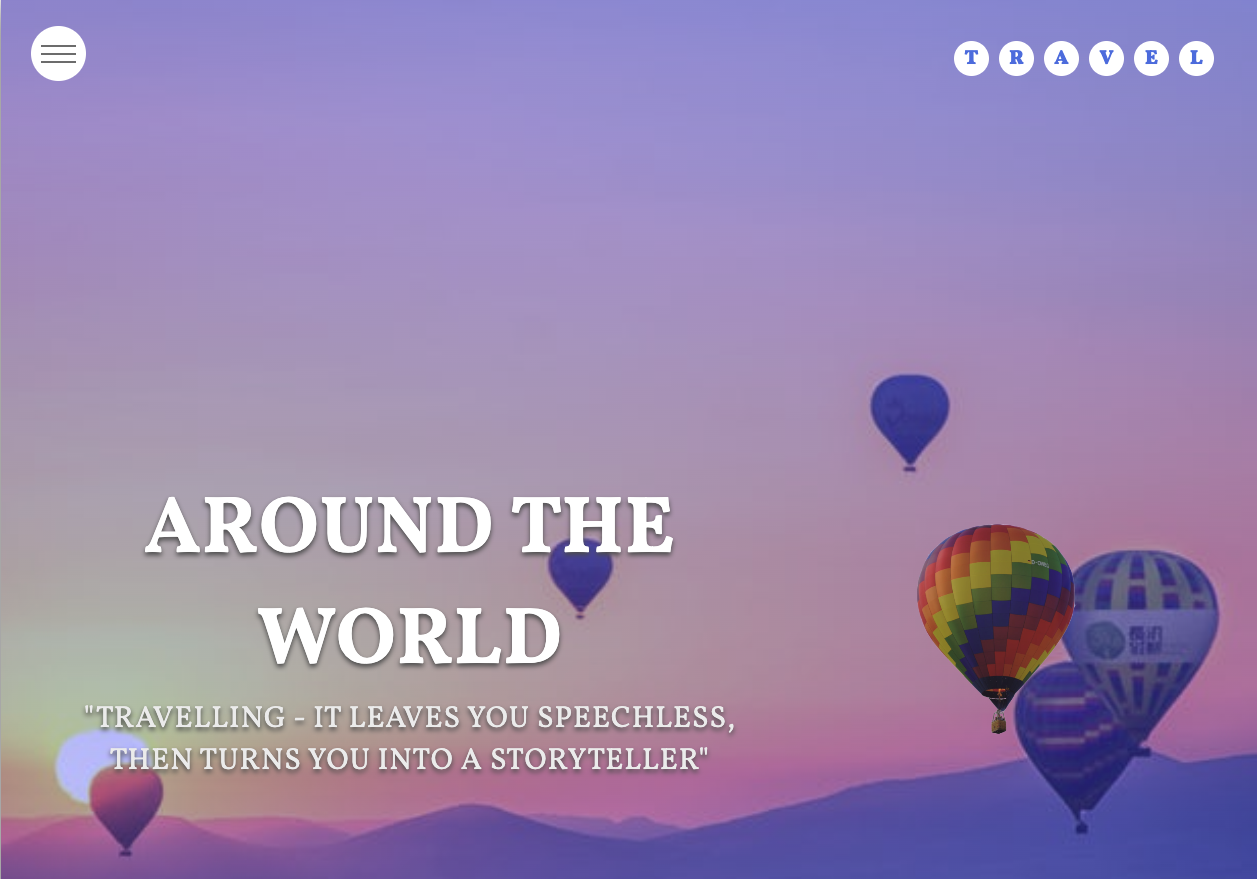 T R A V E L
AROUND THE
WORLD
"TRAVELLING - IT LEAVES YOU SPEECHLESS,
THEN TURNS YOU INTO A STORYTELLER"